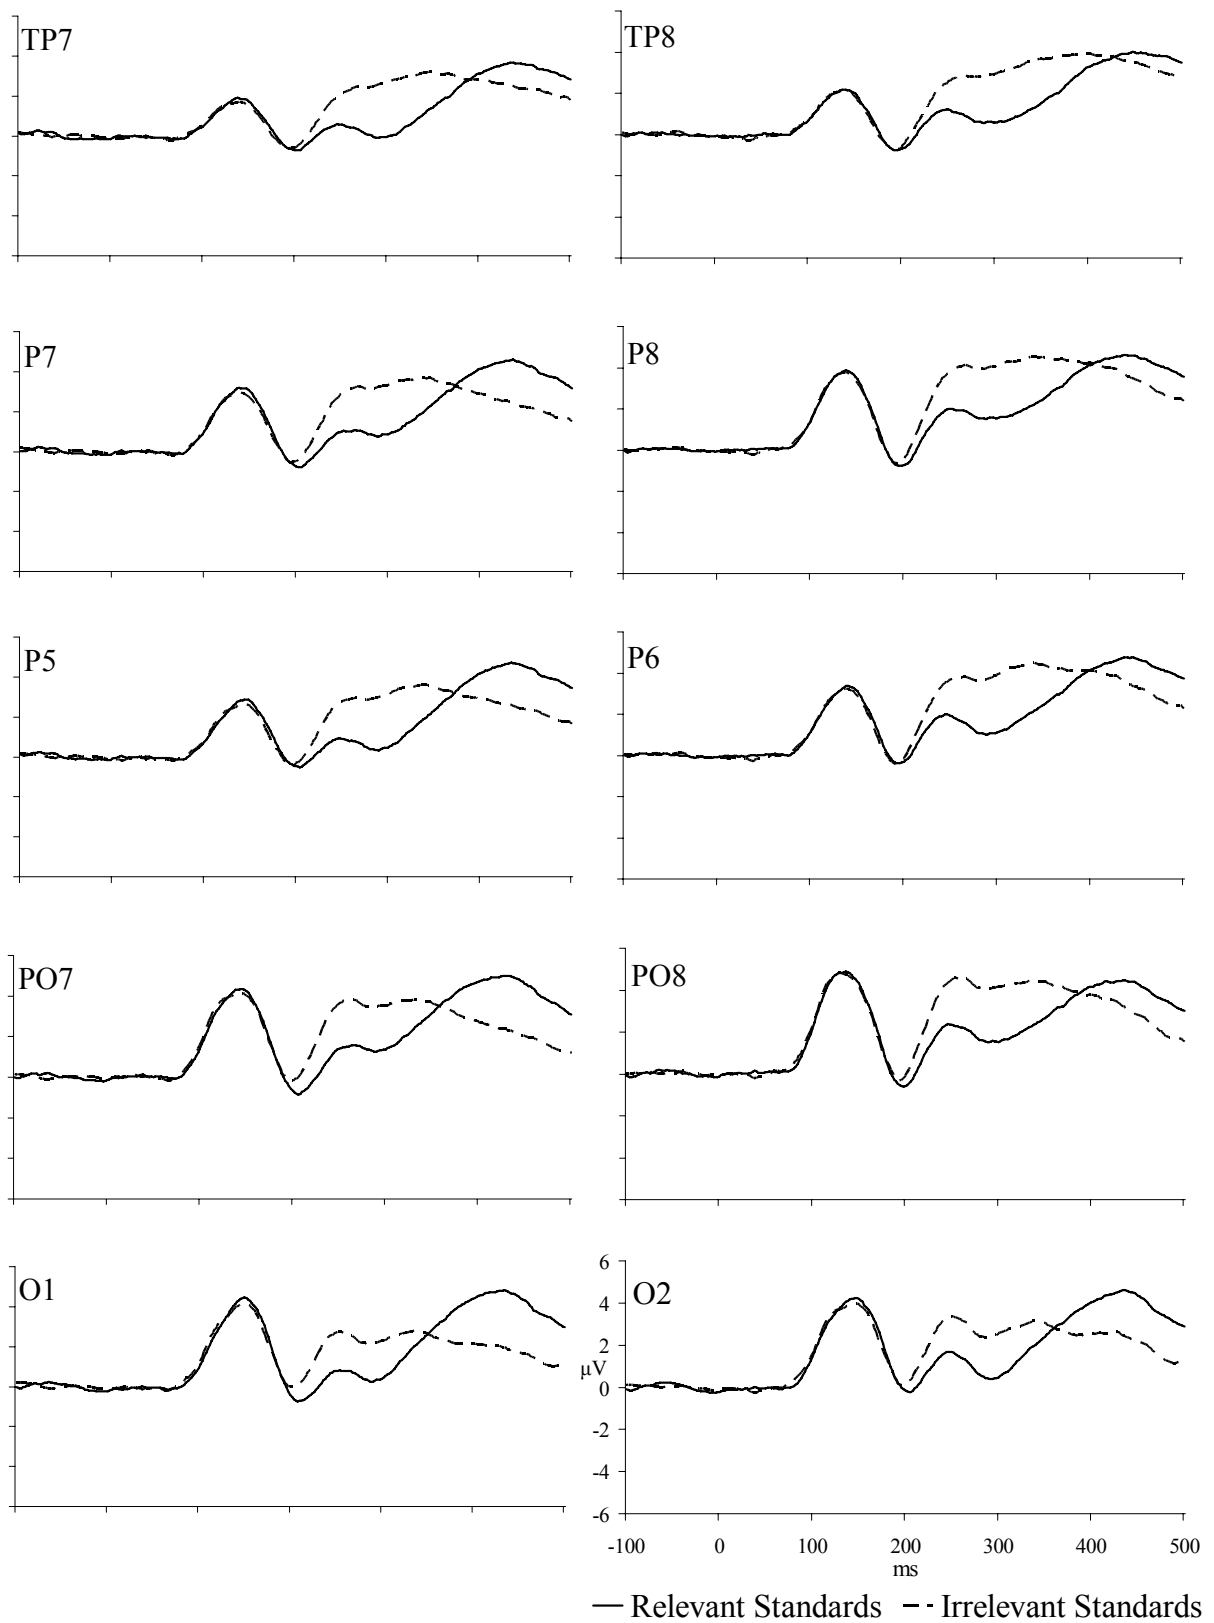 TP7
TP8
P7
P8
P5
P6
PO7
PO8
O1
O2
6
4
2
µV
0
-2
-4
-6
-100 0 100 200 300 400 500
ms
Relevant Standards Irrelevant Standards